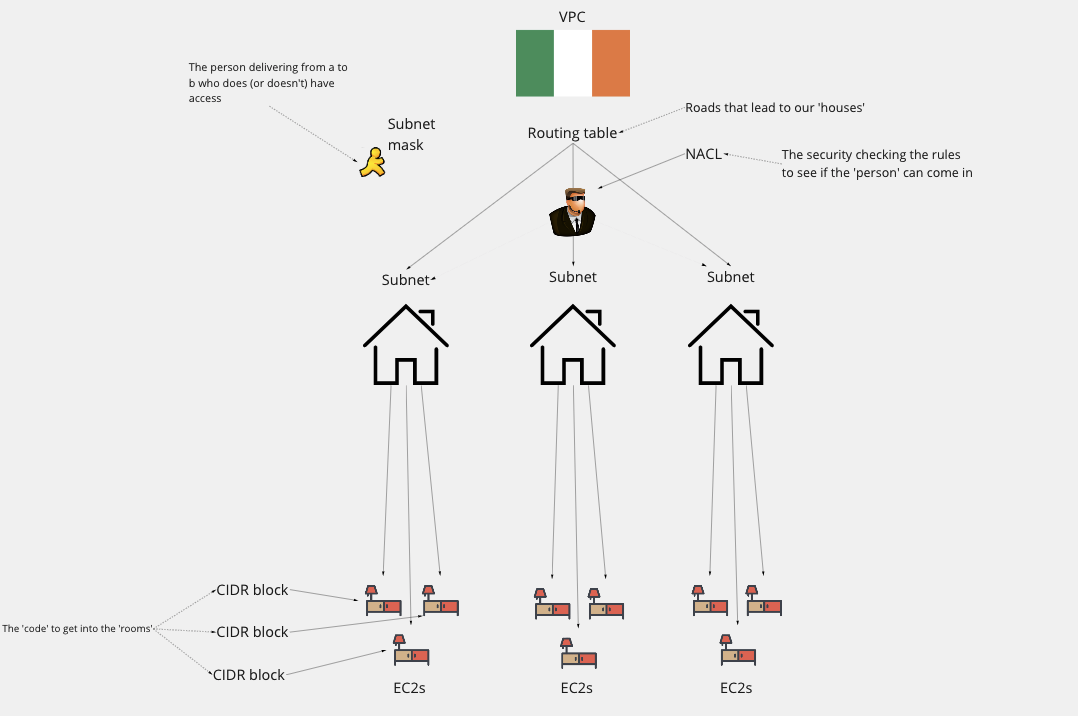 VPC
The person delivering from a to
b who does (or doesn't) have
access
Subnet
mask
Roads that lead to our 'houses'
Routing table
NACL
The security checking the rules
to see if the 'person' can come in
Subnet
Subnet
Subnet
CIDR block
The 'code' to get into the 'rooms'
CIDR block
CIDR block
EC2s
EC2s
EC2s